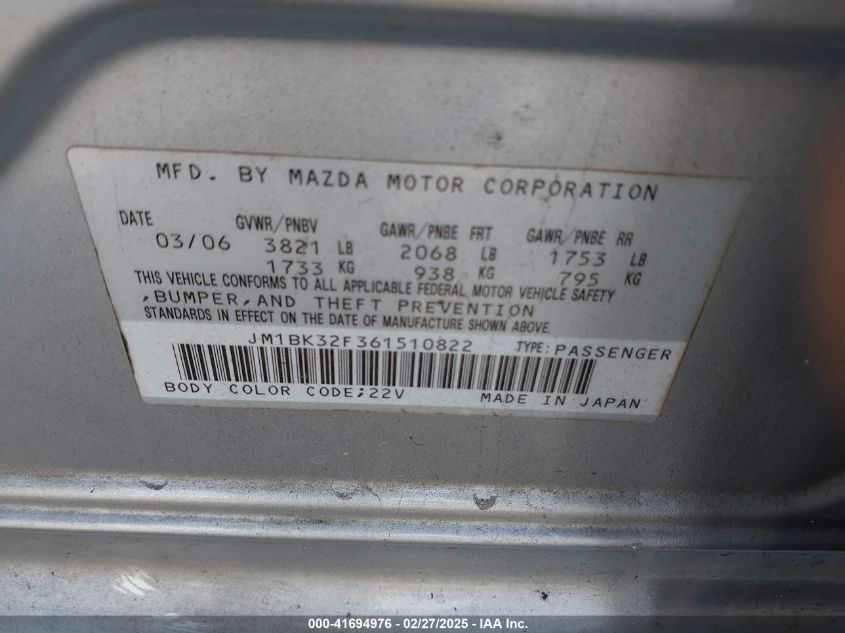 MFD. BY MAZDA MOTOR CORPORATION
DATE GVWR/PNBV GAWR/PNBE FRT GAWR/PNBE RR
03/06 3821 LB 2068 LB 1753 LB
1733 KG 938 KG 795 KG
THIS VEHICLE CONFORMS TO ALL APPLICABLE FEDERAL MOTOR VEHICLE SAFETY
,BUMPER,AND THEFT PREVENTION
STANDARDS IN EFFECT ON THE DATE OF MANUFACTURE SHOWN ABOVE.
JM1BK32F361510822 TYPE:PASSENGER
BODY COLOR CODE;22V MADE IN JAPAN
000-41694976 - 02/27/2025 - IAA Inc.